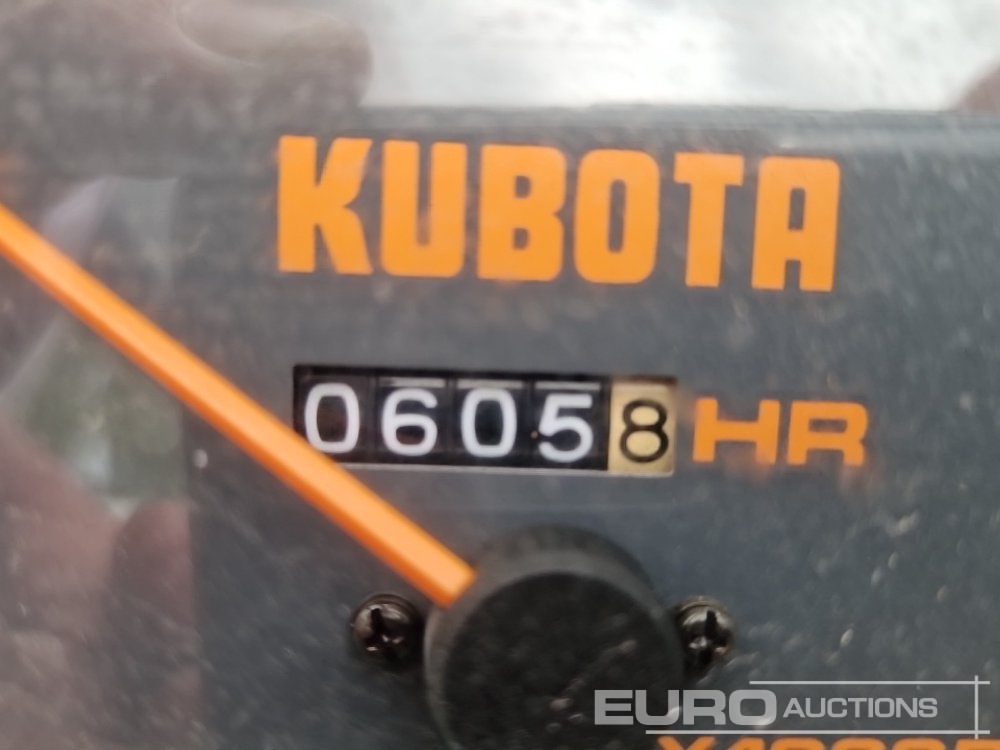 KUBOTA
06058 HR
EURO AUCTIONS